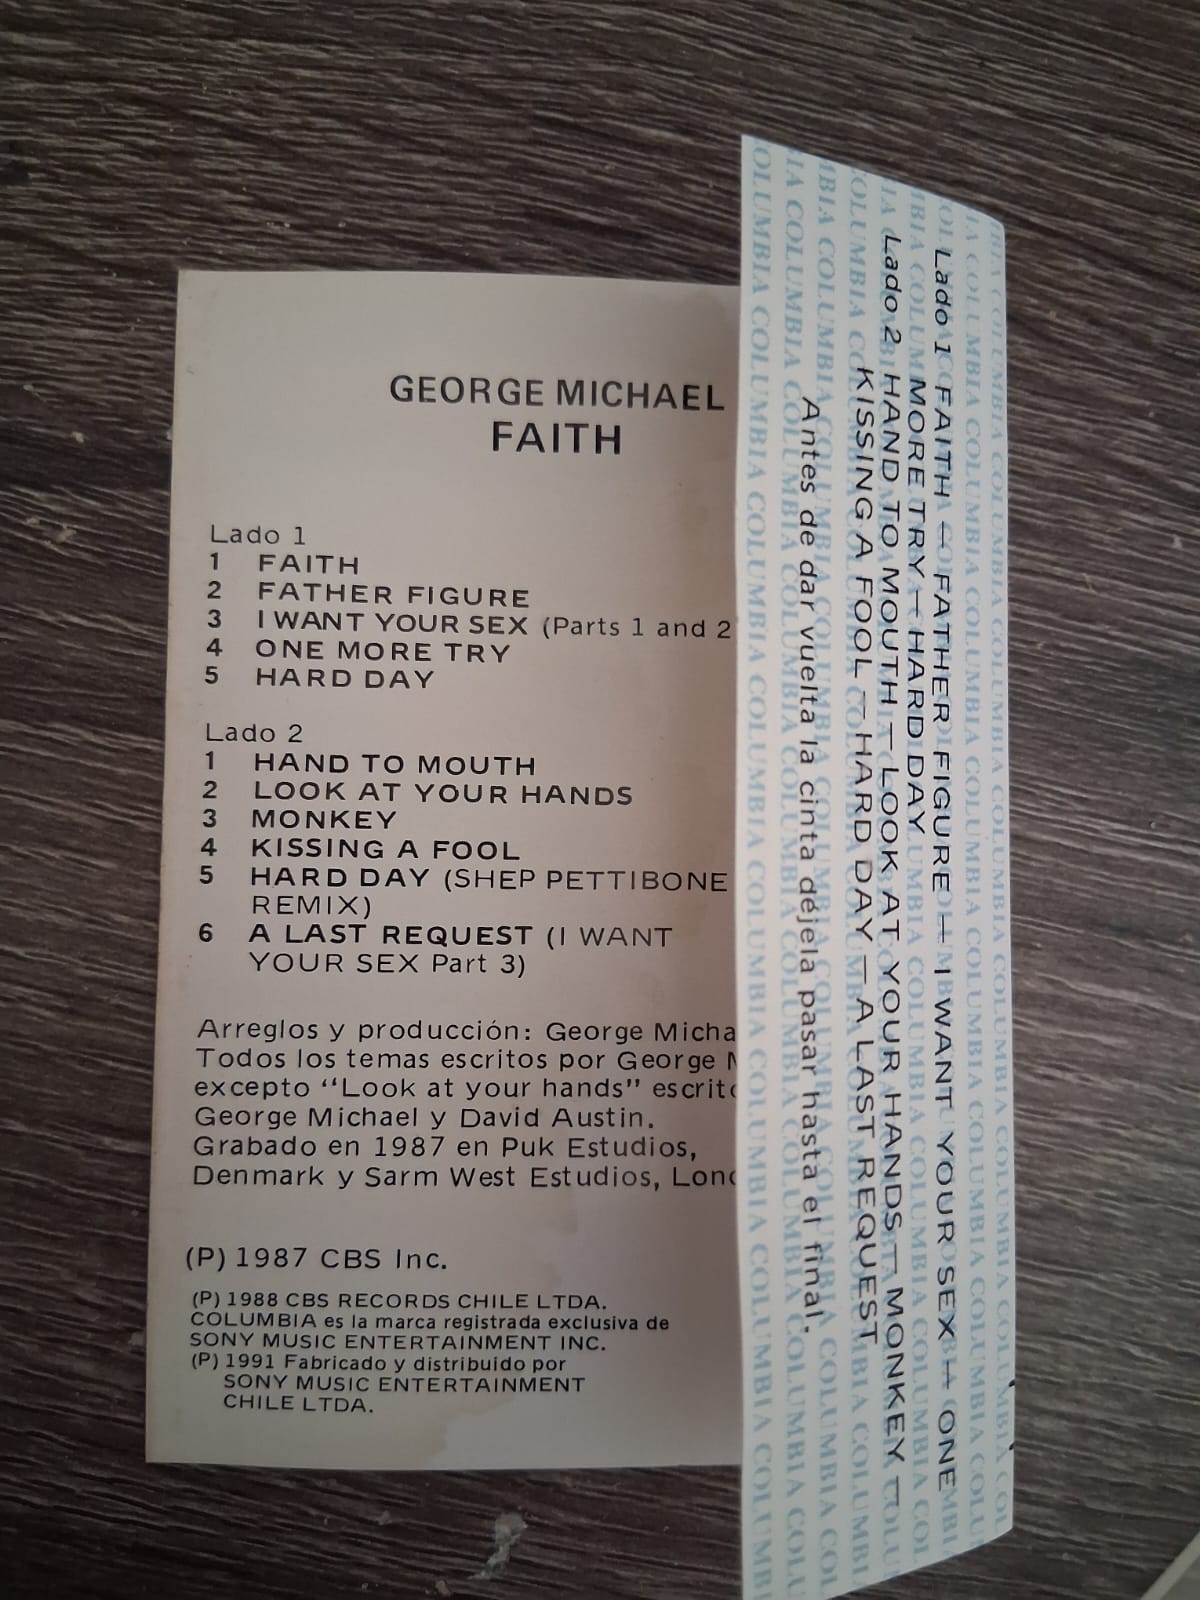 GEORGE MICHAEL
FAITH
Lado 1
1 FAITH
2 FATHER FIGURE
3 I WANT YOUR SEX (Parts 1 and 2
4 ONE MORE TRY
5 HARD DAY
Lado 2
1 HAND TO MOUTH
2 LOOK AT YOUR HANDS
3 MONKEY
4 KISSING A FOOL
5 HARD DAY (SHEP PETTIBONE
REMIX)
6 A LAST REQUEST (I WANT
YOUR SEX Part 3)
Arreglos y producción: George Micha
Todos los temas escritos por George
excepto “Look at your hands” escrito
George Michael y David Austin.
Grabado en 1987 en Puk Estudios,
Denmark y Sarm West Estudios, Lon
(P) 1987 CBS Inc.
(P) 1988 CBS RECORDS CHILE LTDA.
COLUMBIA es la marca registrada exclusiva de
SONY MUSIC ENTERTAINMENT INC.
(P) 1991 Fabricado y distribuido por
SONY MUSIC ENTERTAINMENT
CHILE LTDA.
Lado 1 FAITH — FATHER FIGURE — I WANT YOUR SEX — ONE
MORE TRY — HARD DAY
Lado 2 HAND TO MOUTH — LOOK AT YOUR HANDS — MONKEY —
KISSING A FOOL — HARD DAY — A LAST REQUEST
Antes de dar vuelta la cinta déjela pasar hasta el final.
COLUMBIA COLUMBIA COLUMBIA COLUMBIA COLUMBIA